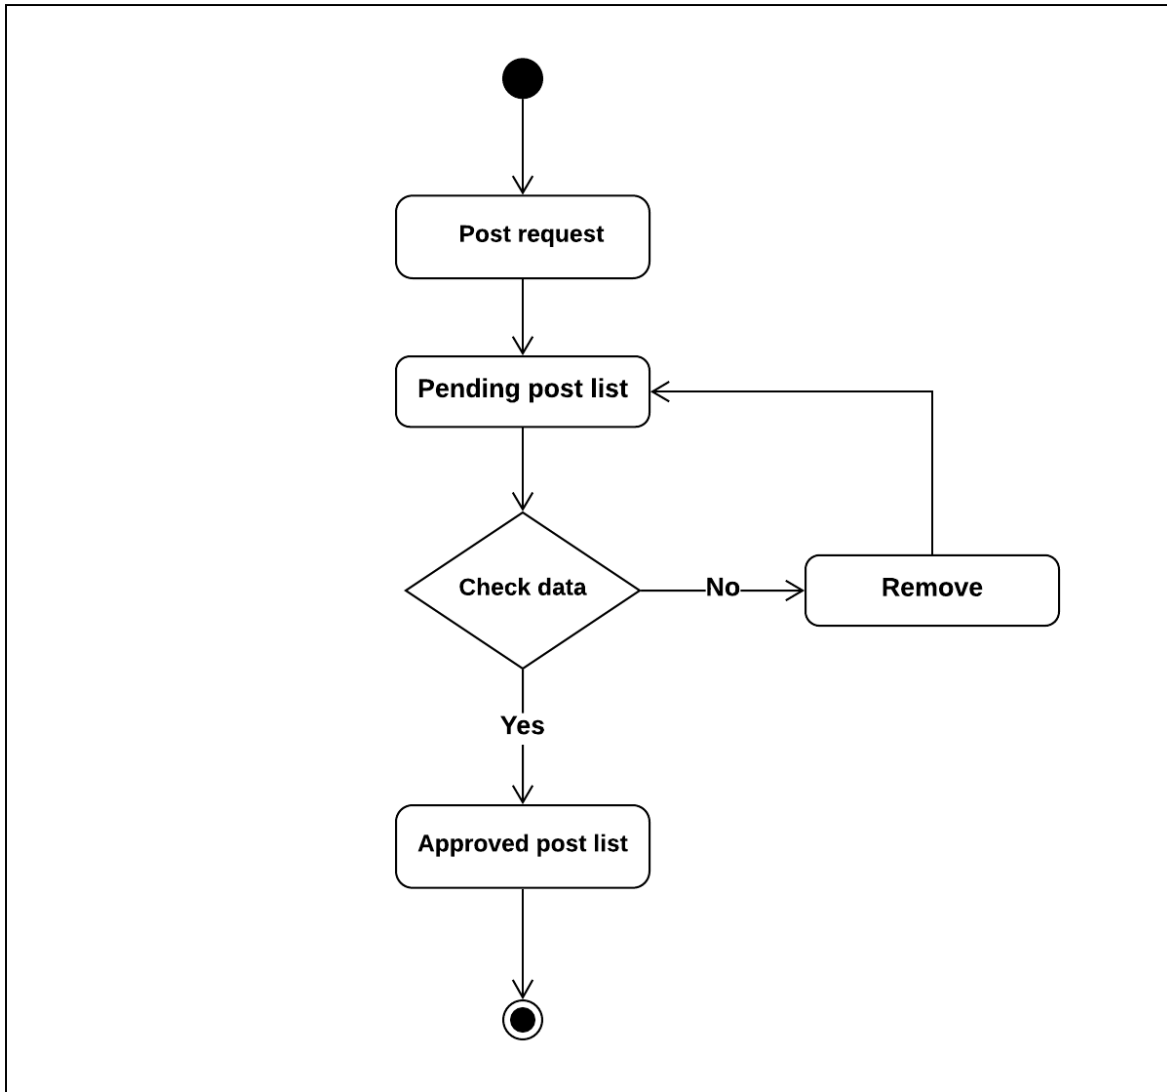 Post request
Pending post list
Check data
No
Remove
Yes
Approved post list